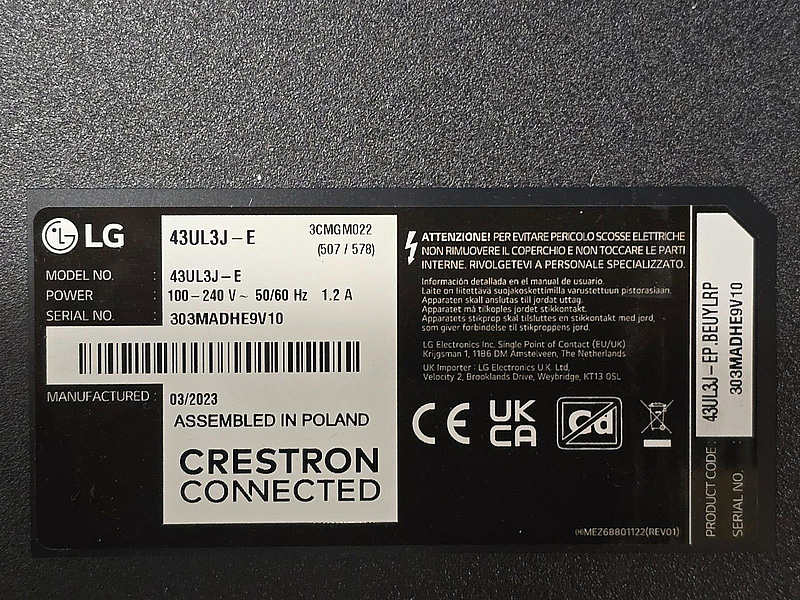 LG
43UL3J-E 3CMGM022
(507 / 578)
MODEL NO. : 43UL3J-E
POWER : 100-240 V~ 50/60 Hz 1.2 A
SERIAL NO. : 303MADHE9V10
MANUFACTURED : 03/2023
ASSEMBLED IN POLAND
CRESTRON
CONNECTED
ATTENZIONE! PER EVITARE PERICOLO SCOSSE ELETTRICHE
NON RIMUOVERE IL COPERCHIO E NON TOCCARE LE PARTI
INTERNE. RIVOLGETEVI A PERSONALE SPECIALIZZATO.
Información detallada en el manual de usuario.
Laite on liitettävä suojakoskettimilla varustettuun pistorasiaan.
Apparaten skall anslutas till jordat uttag.
Apparatet må tilkoples jordet stikkontakt.
Apparatets stikprop skal tilsluttes en stikkontakt med jord,
som giver forbindelse til stikproppens jord.
LG Electronics Inc. Single Point of Contact (EU/UK)
Krijgsman 1, 1186 DM Amstelveen, The Netherlands
UK Importer : LG Electronics U.K. Ltd,
Velocity 2, Brooklands Drive, Weybridge, KT13 0SL
CE UK
CA Cd
(H)MEZ68801122(REV01)
PRODUCT CODE 43UL3J-EP .BEUYLRP
SERIAL NO. 303MADHE9V10